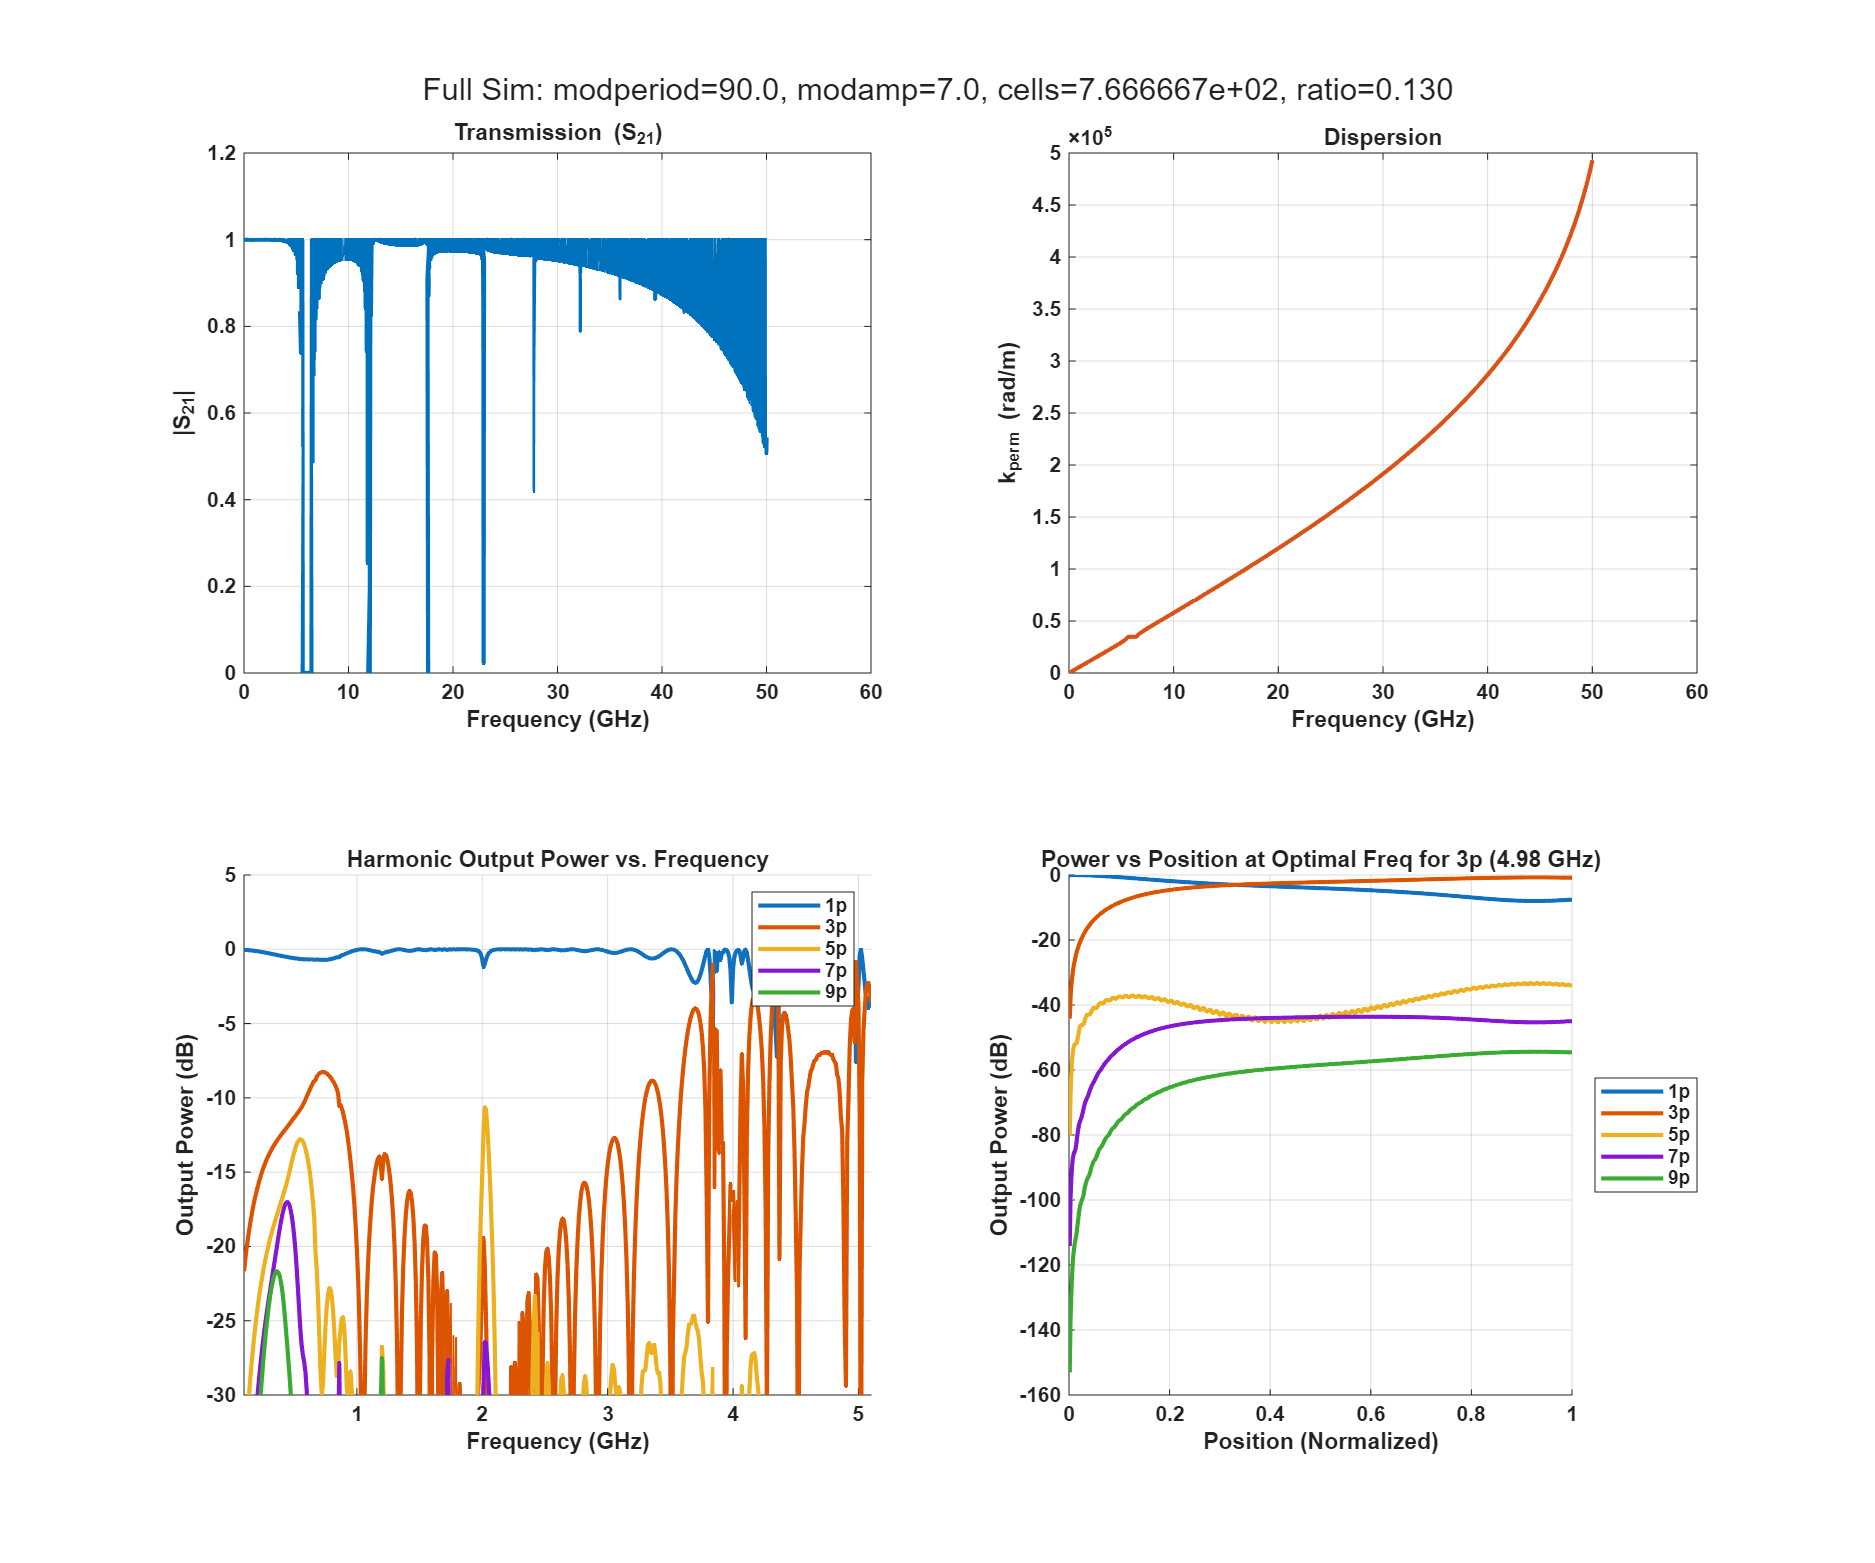 Full Sim: modperiod=90.0, modamp=7.0, cells=7.666667e+02, ratio=0.130
Transmission (S21)
1.2
1
0.8
0.6
0.4
0.2
0
|S21|
0 10 20 30 40 50 60
Frequency (GHz)
×10^5
Dispersion
5
4.5
4
3.5
3
2.5
2
1.5
1
0.5
0
kperm (rad/m)
0 10 20 30 40 50 60
Frequency (GHz)
Harmonic Output Power vs. Frequency
5
0
-5
-10
-15
-20
-25
-30
Output Power (dB)
1p
3p
5p
7p
9p
1 2 3 4 5
Frequency (GHz)
Power vs Position at Optimal Freq for 3p (4.98 GHz)
0
-20
-40
-60
-80
-100
-120
-140
-160
Output Power (dB)
0 0.2 0.4 0.6 0.8 1
Position (Normalized)
1p
3p
5p
7p
9p